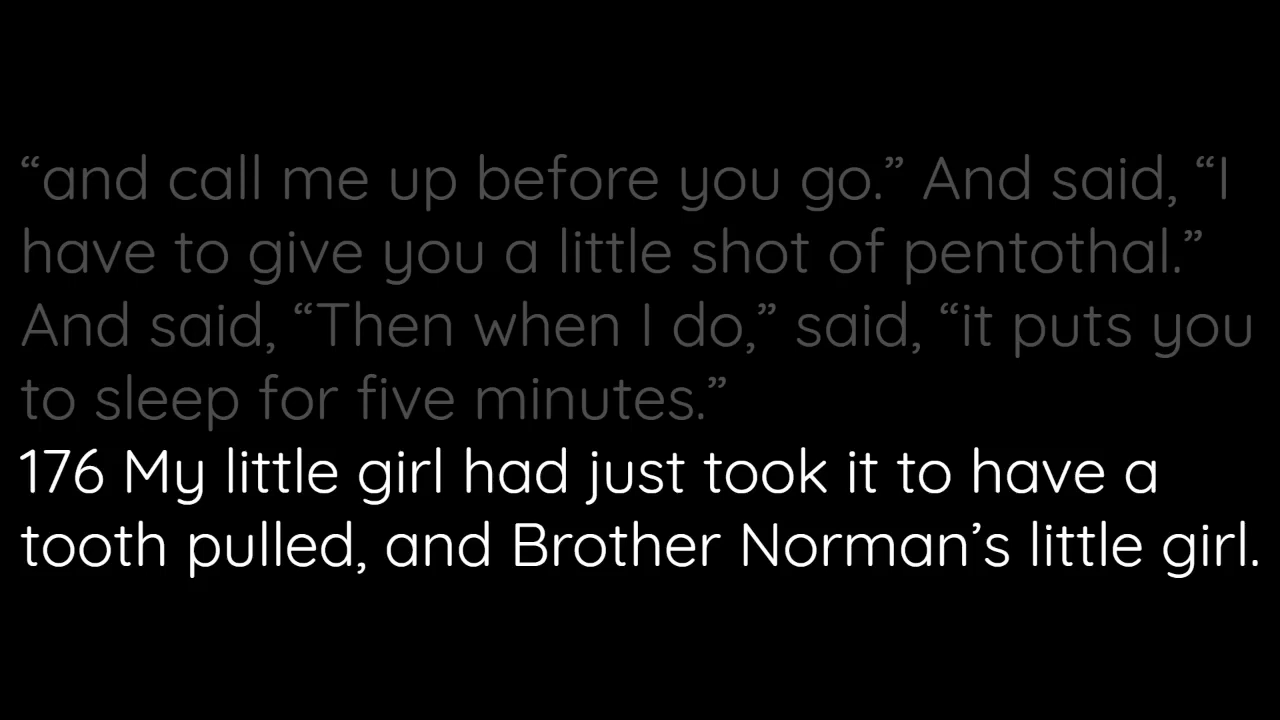 “and call me up before you go.” And said, “I
have to give you a little shot of pentothal.”
And said, “Then when I do,” said, “it puts you
to sleep for five minutes.”
176 My little girl had just took it to have a
tooth pulled, and Brother Norman’s little girl.